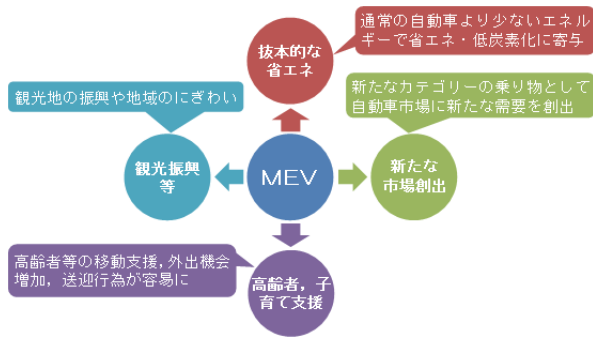 通常の自動車より少ないエネル
ギーで省エネ・低炭素化に寄与
抜本的な
省エネ
観光地の振興や地域のにぎわい
新たなカテゴリーの乗り物として
自動車市場に新たな需要を創出
観光振興
等
MEV
新たな
市場創出
高齢者等の移動支援,外出機会
増加，送迎行為が容易に
高齢者，子
育て支援